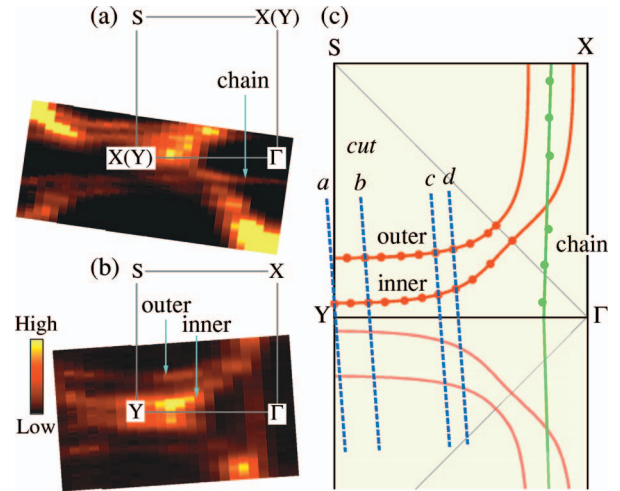 (a)
S
X(Y)
chain
X(Y)
Γ
(b)
S
X
outer
inner
High
Low
Y
Γ
(c)
S
X
cut
a
b
c
d
outer
inner
chain
Y
Γ